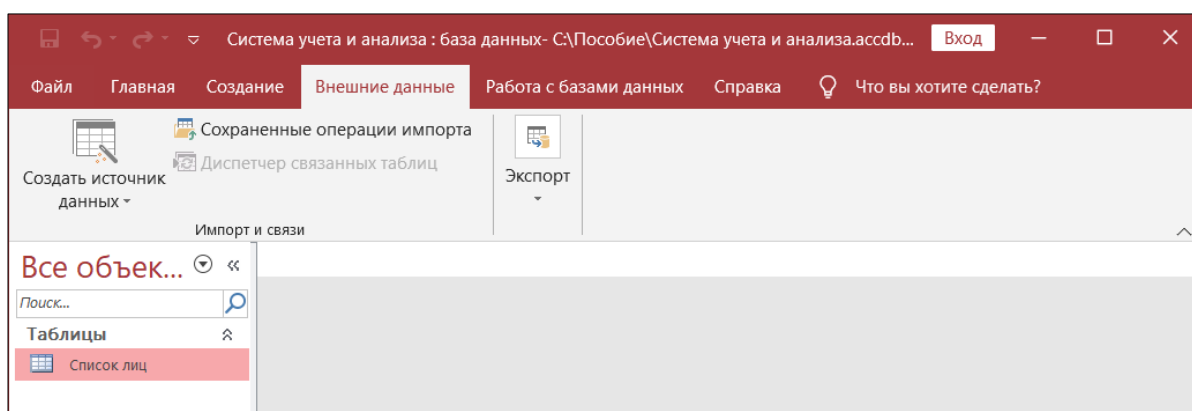 Система учета и анализа : база данных- C:\Пособие\Система учета и анализа.accdb... Вход
Файл Главная Создание Внешние данные Работа с базами данных Справка Что вы хотите сделать?
Создать источник данных
Сохраненные операции импорта
Диспетчер связанных таблиц
Импорт и связи
Экспорт
Все объек...
Поиск...
Таблицы
Список лиц